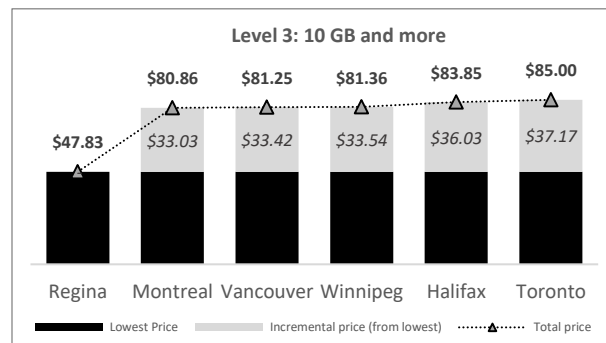 Level 3: 10 GB and more
$47.83 $80.86 $81.25 $81.36 $83.85 $85.00
$33.03 $33.42 $33.54 $36.03 $37.17
Regina Montreal Vancouver Winnipeg Halifax Toronto
Lowest Price Incremental price (from lowest) Total price